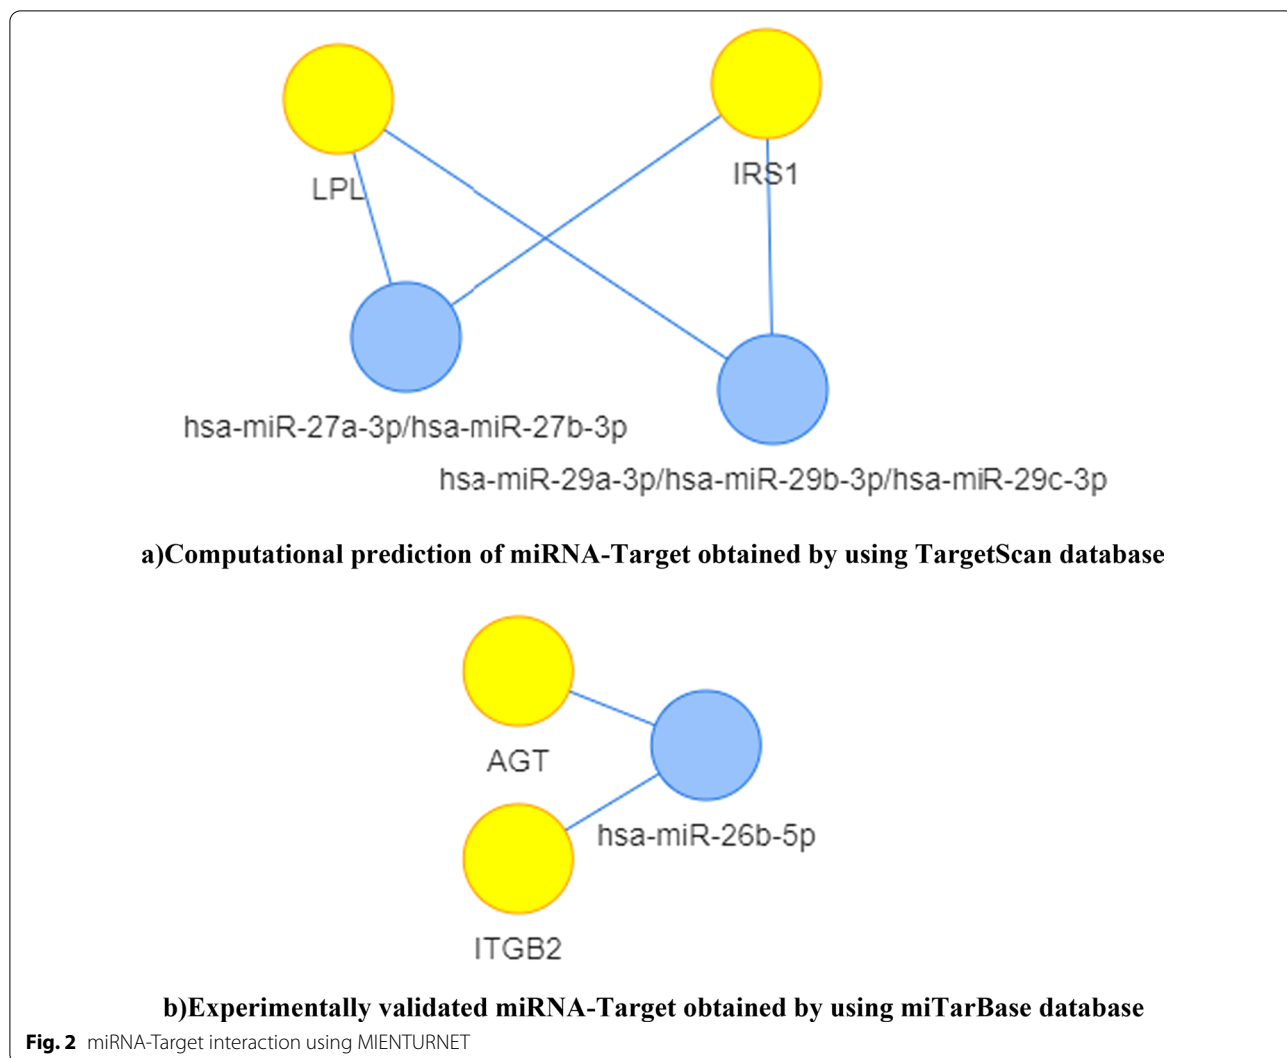 LPL
IRS1
hsa-miR-27a-3p/hsa-miR-27b-3p
hsa-miR-29a-3p/hsa-miR-29b-3p/hsa-miR-29c-3p
a)Computational prediction of miRNA-Target obtained by using TargetScan database
AGT
hsa-miR-26b-5p
ITGB2
b)Experimentally validated miRNA-Target obtained by using miTarBase database
Fig. 2 miRNA-Target interaction using MIENTURNET